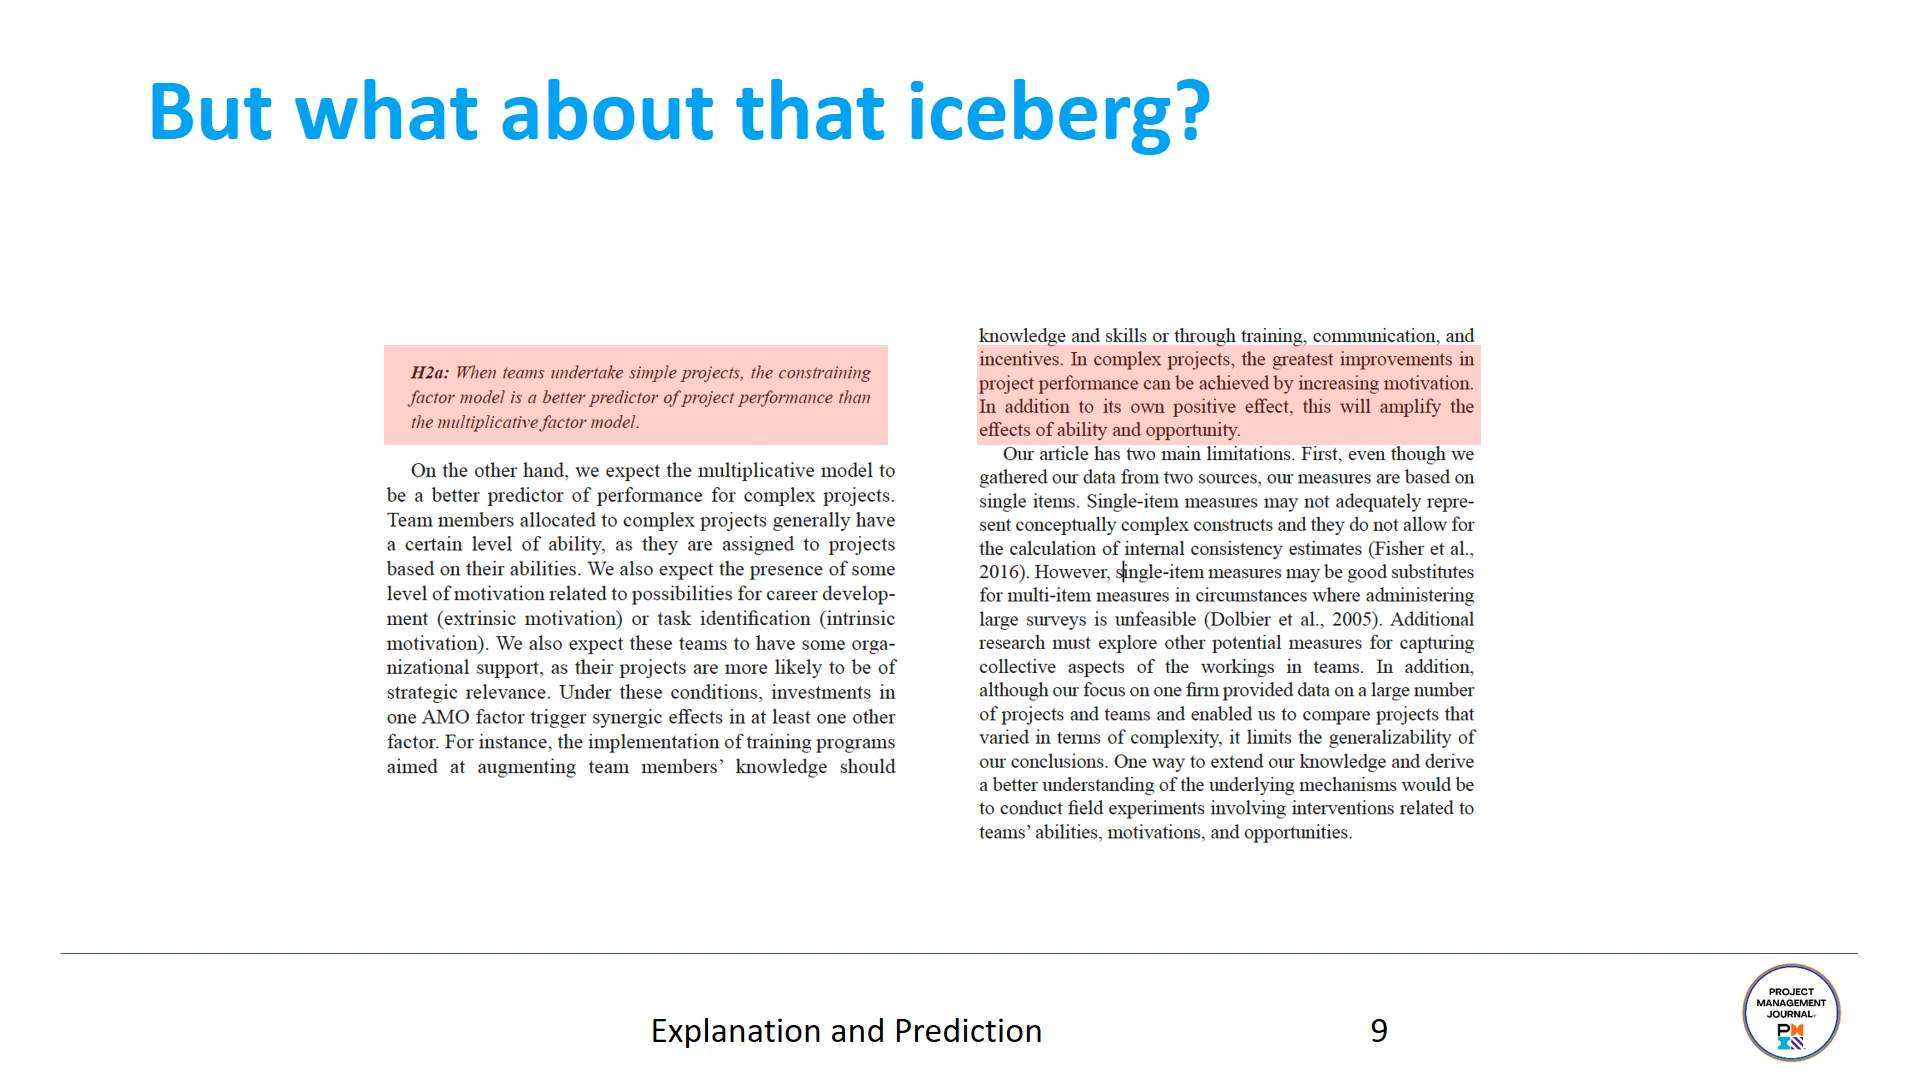 But what about that iceberg?
H2a: When teams undertake simple projects, the constraining
factor model is a better predictor of project performance than
the multiplicative factor model.
On the other hand, we expect the multiplicative model to
be a better predictor of performance for complex projects.
Team members allocated to complex projects generally have
a certain level of ability, as they are assigned to projects
based on their abilities. We also expect the presence of some
level of motivation related to possibilities for career develop-
ment (extrinsic motivation) or task identification (intrinsic
motivation). We also expect these teams to have some orga-
nizational support, as their projects are more likely to be of
strategic relevance. Under these conditions, investments in
one AMO factor trigger synergic effects in at least one other
factor. For instance, the implementation of training programs
aimed at augmenting team members’ knowledge should
knowledge and skills or through training, communication, and
incentives. In complex projects, the greatest improvements in
project performance can be achieved by increasing motivation.
In addition to its own positive effect, this will amplify the
effects of ability and opportunity.
Our article has two main limitations. First, even though we
gathered our data from two sources, our measures are based on
single items. Single-item measures may not adequately repre-
sent conceptually complex constructs and they do not allow for
the calculation of internal consistency estimates (Fisher et al.,
2016). However, single-item measures may be good substitutes
for multi-item measures in circumstances where administering
large surveys is unfeasible (Dolbier et al., 2005). Additional
research must explore other potential measures for capturing
collective aspects of the workings in teams. In addition,
although our focus on one firm provided data on a large number
of projects and teams and enabled us to compare projects that
varied in terms of complexity, it limits the generalizability of
our conclusions. One way to extend our knowledge and derive
a better understanding of the underlying mechanisms would be
to conduct field experiments involving interventions related to
teams’ abilities, motivations, and opportunities.
Explanation and Prediction
9
PROJECT
MANAGEMENT
JOURNAL